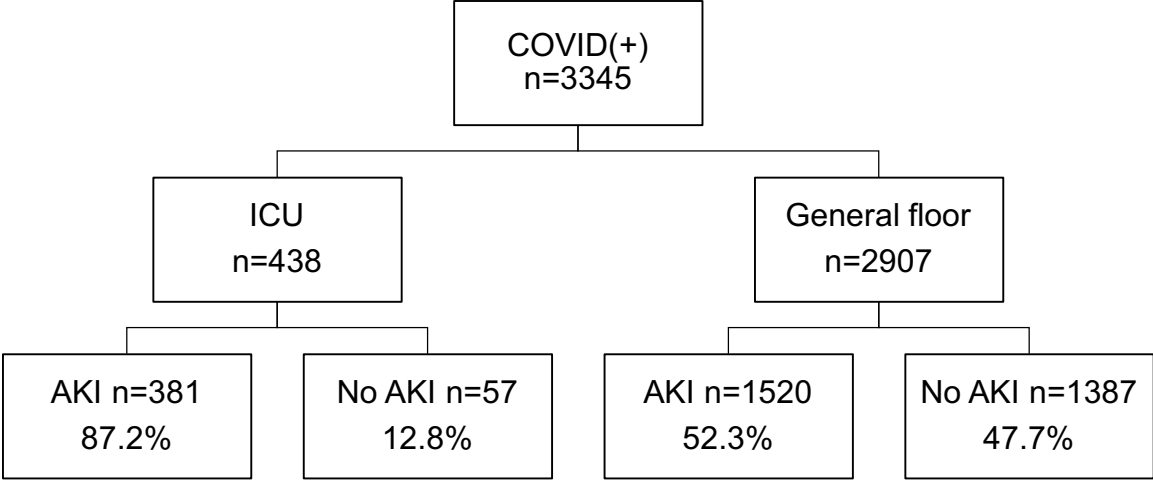 COVID(+)
n=3345
ICU
n=438
General floor
n=2907
AKI n=381
87.2%
No AKI n=57
12.8%
AKI n=1520
52.3%
No AKI n=1387
47.7%